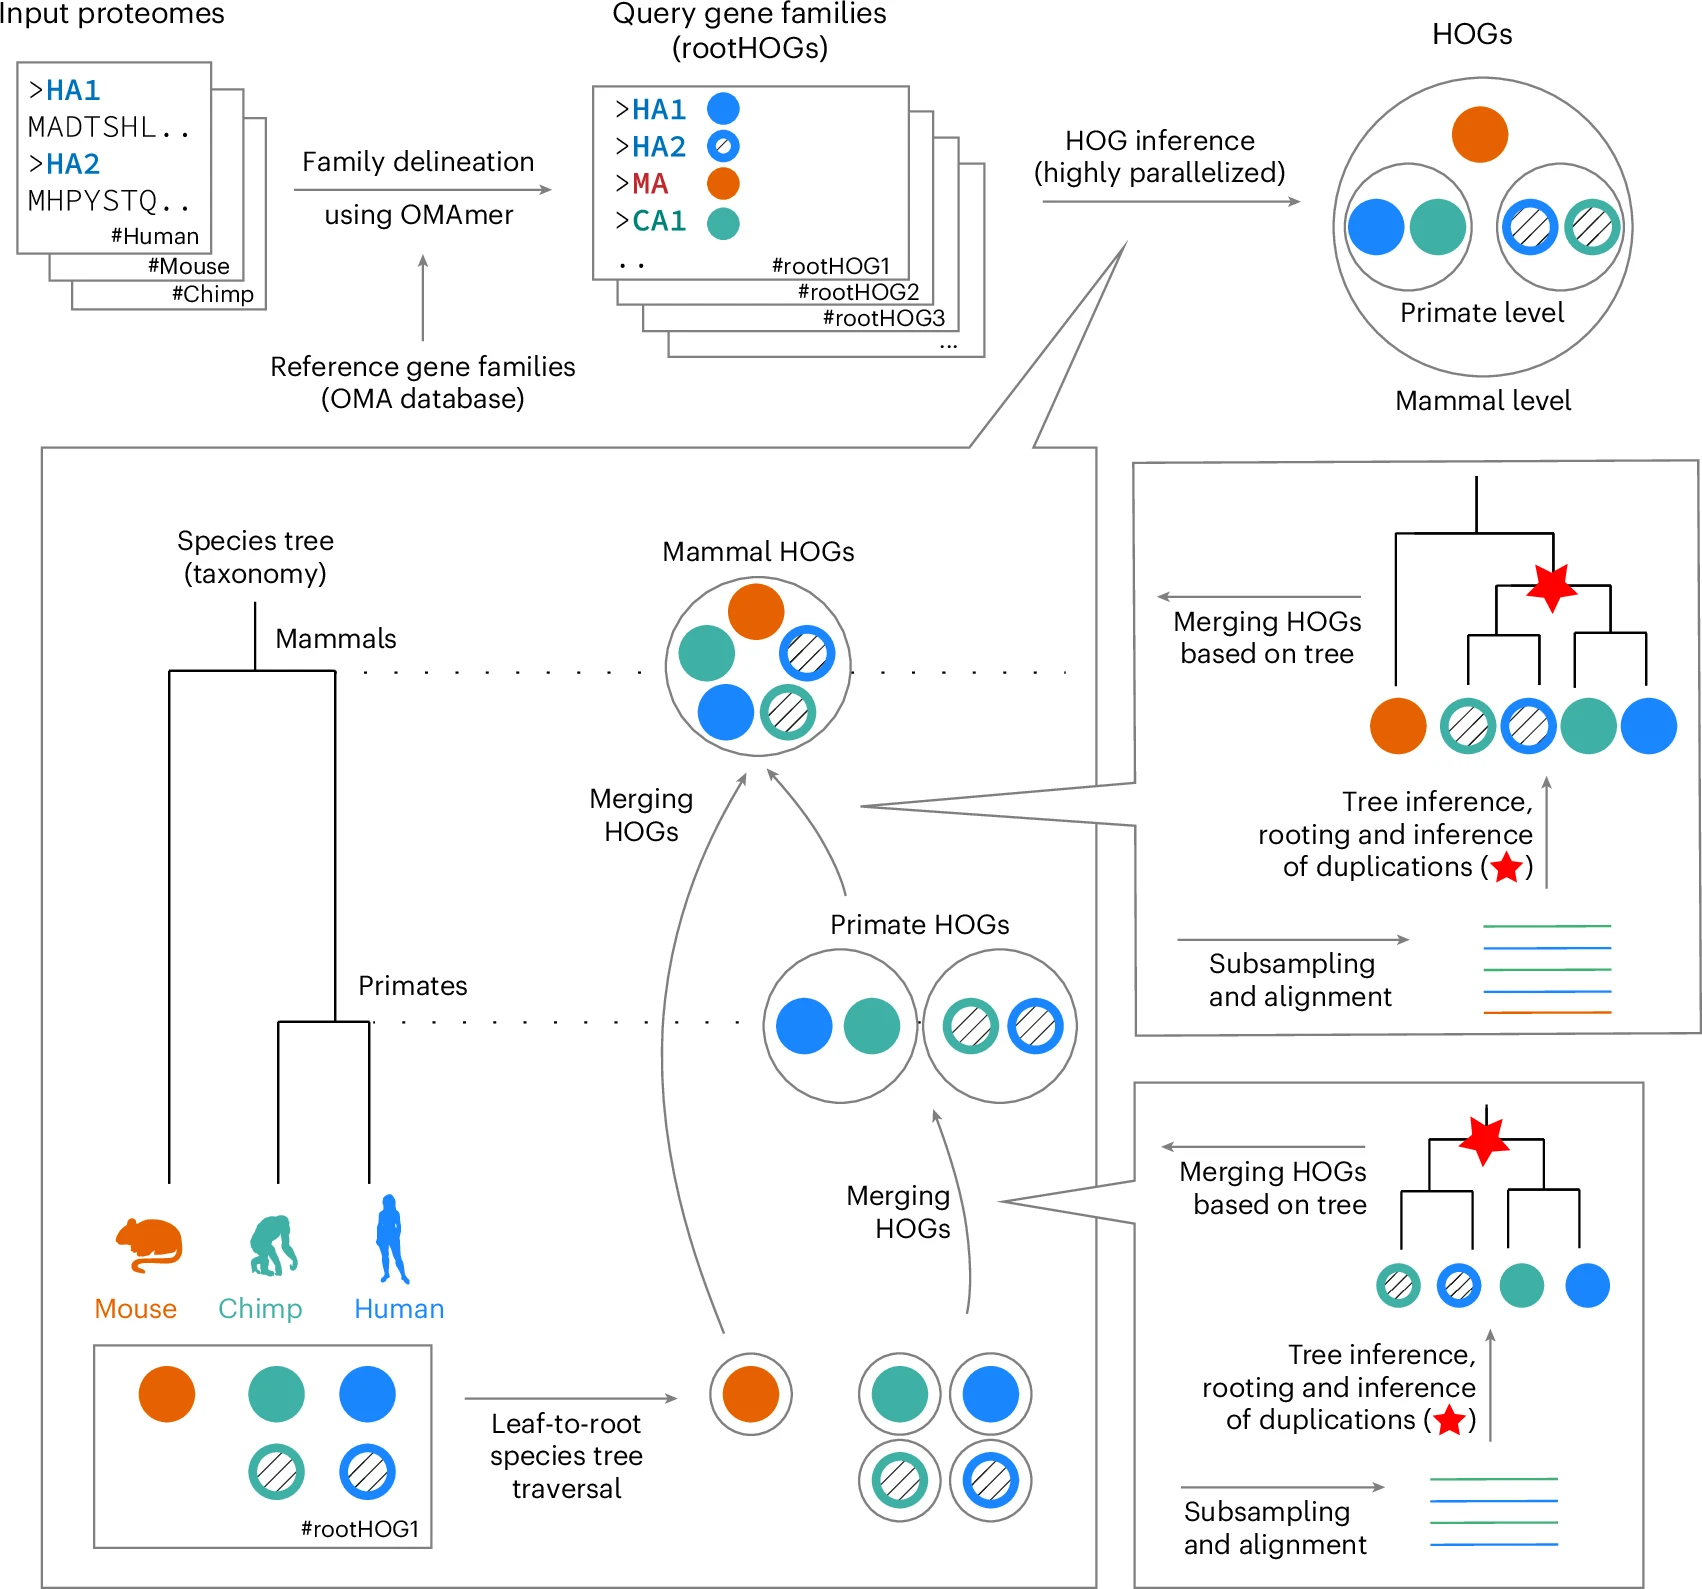 Input proteomes
>HA1
MADTSHL..
>HA2
MHPYSTQ..
#Human
#Mouse
#Chimp
Family delineation
using OMAmer
Reference gene families
(OMA database)
Query gene families
(rootHOGs)
>HA1
>HA2
>MA
>CA1
..
#rootHOG1
#rootHOG2
#rootHOG3
...
HOG inference
(highly parallelized)
HOGs
Primate level
Mammal level
Species tree
(taxonomy)
Mammals
Primates
Mouse
Chimp
Human
#rootHOG1
Leaf-to-root
species tree
traversal
Mammal HOGs
Merging
HOGs
Primate HOGs
Merging
HOGs
Merging HOGs
based on tree
Tree inference,
rooting and inference
of duplications (★)
Subsampling
and alignment
Merging HOGs
based on tree
Tree inference,
rooting and inference
of duplications (★)
Subsampling
and alignment